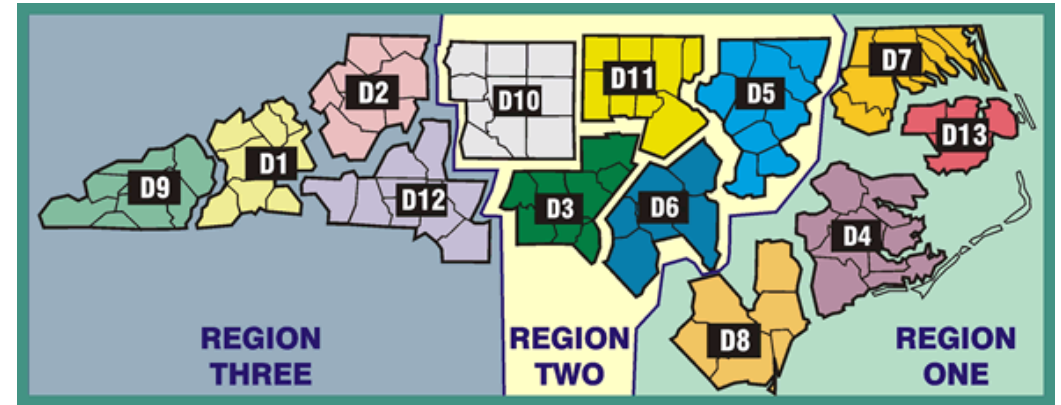 D7
D2
D11
D5
D10
D13
D1
D9
D12
D3
D6
D4
D8
REGION
THREE
REGION
TWO
REGION
ONE